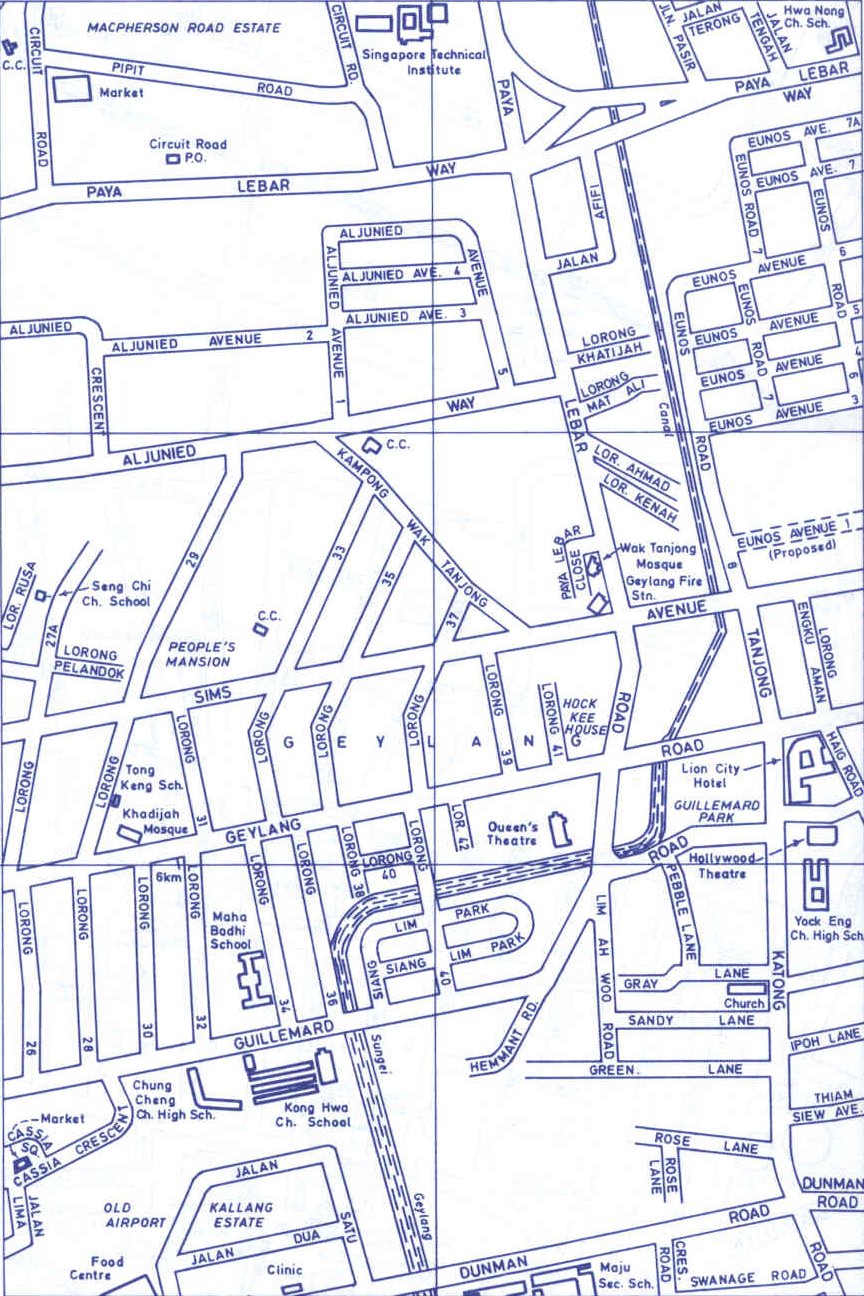 MACPHERSON ROAD ESTATE
CIRCUIT
ROAD
C.C.
PIPIT
ROAD
Market
CIRCUIT RD.
Singapore Technical
Institute
Circuit Road
P.O.
PAYA
LEBAR
WAY
PAYA
JLN. PASIR
JALAN
TERONG
JALAN
TENGAH
Hwa Nong
Ch. Sch.
PAYA
LEBAR
WAY
EUNOS AVE. 7A
EUNOS AVE. 7
EUNOS ROAD 7
EUNOS
ROAD
6
EUNOS
AVENUE
6
AFIFI
JALAN
ALJUNIED
AVENUE
5
ALJUNIED AVE. 4
ALJUNIED AVE. 3
ALJUNIED
AVENUE
1
ALJUNIED
CRESCENT
ALJUNIED
AVENUE
2
LORONG
KHATIJAH
LORONG
MAT ALI
Canal
EUNOS
ROAD
8
EUNOS
AVENUE
5
EUNOS
ROAD
7
EUNOS
AVENUE
4
EUNOS
AVENUE
3
ALJUNIED
WAY
LEBAR
C.C.
LOR. AHMAD
LOR. KENAH
KAMPONG
WAK
TANJONG
EUNOS AVENUE 1
(Proposed)
PAYA LEBAR
CLOSE
Wak Tanjong
Mosque
Geylang Fire
Stn.
LOR. RUSA
Seng Chi
Ch. School
27A
29
33
35
37
C.C.
LORONG
PELANDOK
PEOPLE'S
MANSION
SIMS
AVENUE
TANJONG
ENGKU
AMAN
LORONG
LORONG
LORONG
LORONG
31
LORONG
LORONG
LORONG
LORONG
39
LORONG 41
HOCK
KEE
HOUSE
ROAD
G E Y L A N G
Tong
Keng Sch.
Khadijah
Mosque
GEYLANG
ROAD
Lion City
Hotel
HAIG ROAD
GUILLEMARD
PARK
LOR. 42
Queen's
Theatre
ROAD
Hollywood
Theatre
6km
LORONG
26
LORONG
28
LORONG
30
LORONG
32
LORONG
34
LORONG
36
LORONG
38
LORONG
40
LORONG
40
Maha
Bodhi
School
LIM
PARK
LIM PARK
SIANG
SIANG
LIM AH WOO
ROAD
PEBBLE LANE
Yock Eng
Ch. High Sch.
GRAY
LANE
Church
KATONG
SANDY
LANE
GREEN
LANE
IPOH LANE
GUILLEMARD
HEMMANT RD.
Sungei
Geylang
Chung
Cheng
Ch. High Sch.
Kong Hwa
Ch. School
Market
CASSIA
SQ.
CASSIA CRESCENT
JALAN
LIMA
THIAM
SIEW AVE.
ROSE
LANE
ROSE
LANE
JALAN
SATU
OLD
AIRPORT
KALLANG
ESTATE
JALAN
DUA
DUNMAN
ROAD
ROAD
Food
Centre
Clinic
DUNMAN
ROAD
Maju
Sec. Sch.
ROAD
CRES.
SWANAGE ROAD